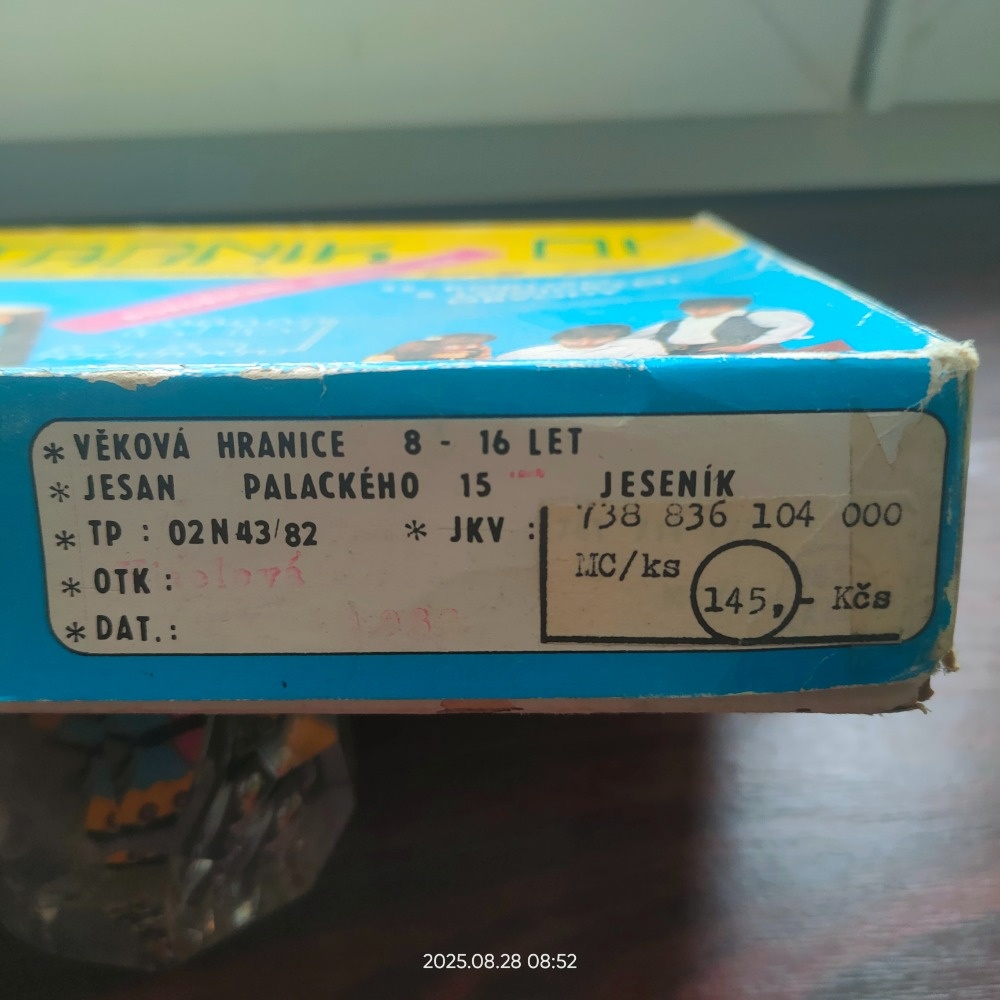 * VĚKOVÁ HRANICE 8 - 16 LET
* JESAN PALACKÉHO 15 JESENÍK
* TP : 02N43/82 * JKV : 738 836 104 000
MC/ks 145,- Kčs
* OTK :
* DAT.:
2025.08.28 08:52